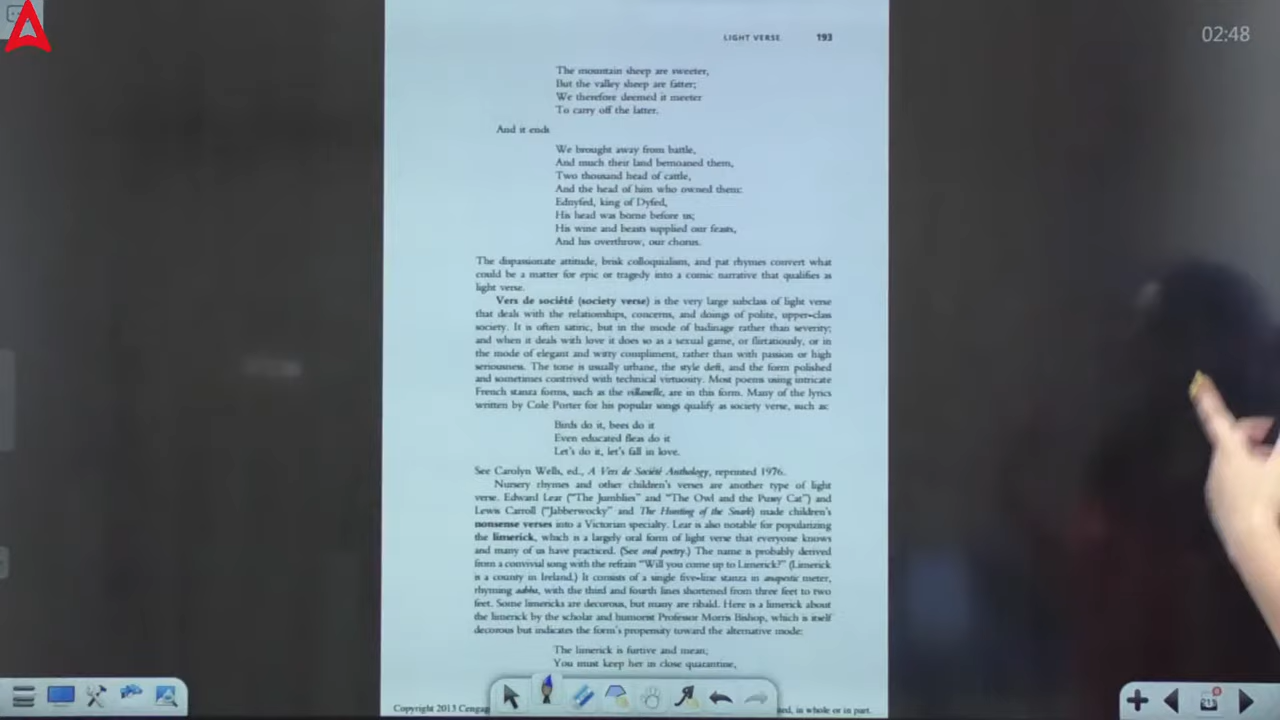 02:48
LIGHT VERSE 193
The mountain sheep are sweeter,
But the valley sheep are fatter;
We therefore deemed it meeter
To carry off the latter.
And it ends
We brought away from battle,
And much their land bemoaned them,
Two thousand head of cattle,
And the head of him who owned them:
Ednyfed, king of Dyfed,
His head was borne before us;
His wine and beasts supplied our feasts,
And his overthrow, our chorus.
The dispassionate attitude, brisk colloquialism, and pat rhymes convert what
could be a matter for epic or tragedy into a comic narrative that qualifies as
light verse.
Vers de société (society verse) is the very large subclass of light verse
that deals with the relationships, concerns, and doings of polite, upper-class
society. It is often satiric, but in the mode of badinage rather than severity;
and when it deals with love it does so as a sexual game, or flirtatiously, or in
the mode of elegant and witty compliment, rather than with passion or high
seriousness. The tone is usually urbane, the style deft, and the form polished
and sometimes contrived with technical virtuosity. Most poems using intricate
French stanza forms, such as the villanelle, are in this form. Many of the lyrics
written by Cole Porter for his popular songs qualify as society verse, such as:
Birds do it, bees do it
Even educated fleas do it
Let's do it, let's fall in love.
See Carolyn Wells, ed., A Vers de Société Anthology, reprinted 1976.
Nursery rhymes and other children's verses are another type of light
verse. Edward Lear ("The Jumblies" and "The Owl and the Pussy Cat") and
Lewis Carroll ("Jabberwocky" and The Hunting of the Snark) made children's
nonsense verses into a Victorian specialty. Lear is also notable for popularizing
the limerick, which is a largely oral form of light verse that everyone knows
and many of us have practiced. (See oral poetry.) The name is probably derived
from a convivial song with the refrain "Will you come up to Limerick?" (Limerick
is a county in Ireland.) It consists of a single five-line stanza in anapestic meter,
rhyming aabba, with the third and fourth lines shortened from three feet to two
feet. Some limericks are decorous, but many are ribald. Here is a limerick about
the limerick by the scholar and humorist Professor Morris Bishop, which is itself
decorous but indicates the form's propensity toward the alternative mode:
The limerick is furtive and mean;
You must keep her in close quarantine,
Copyright 2013 Cengag ed, in whole or in part.